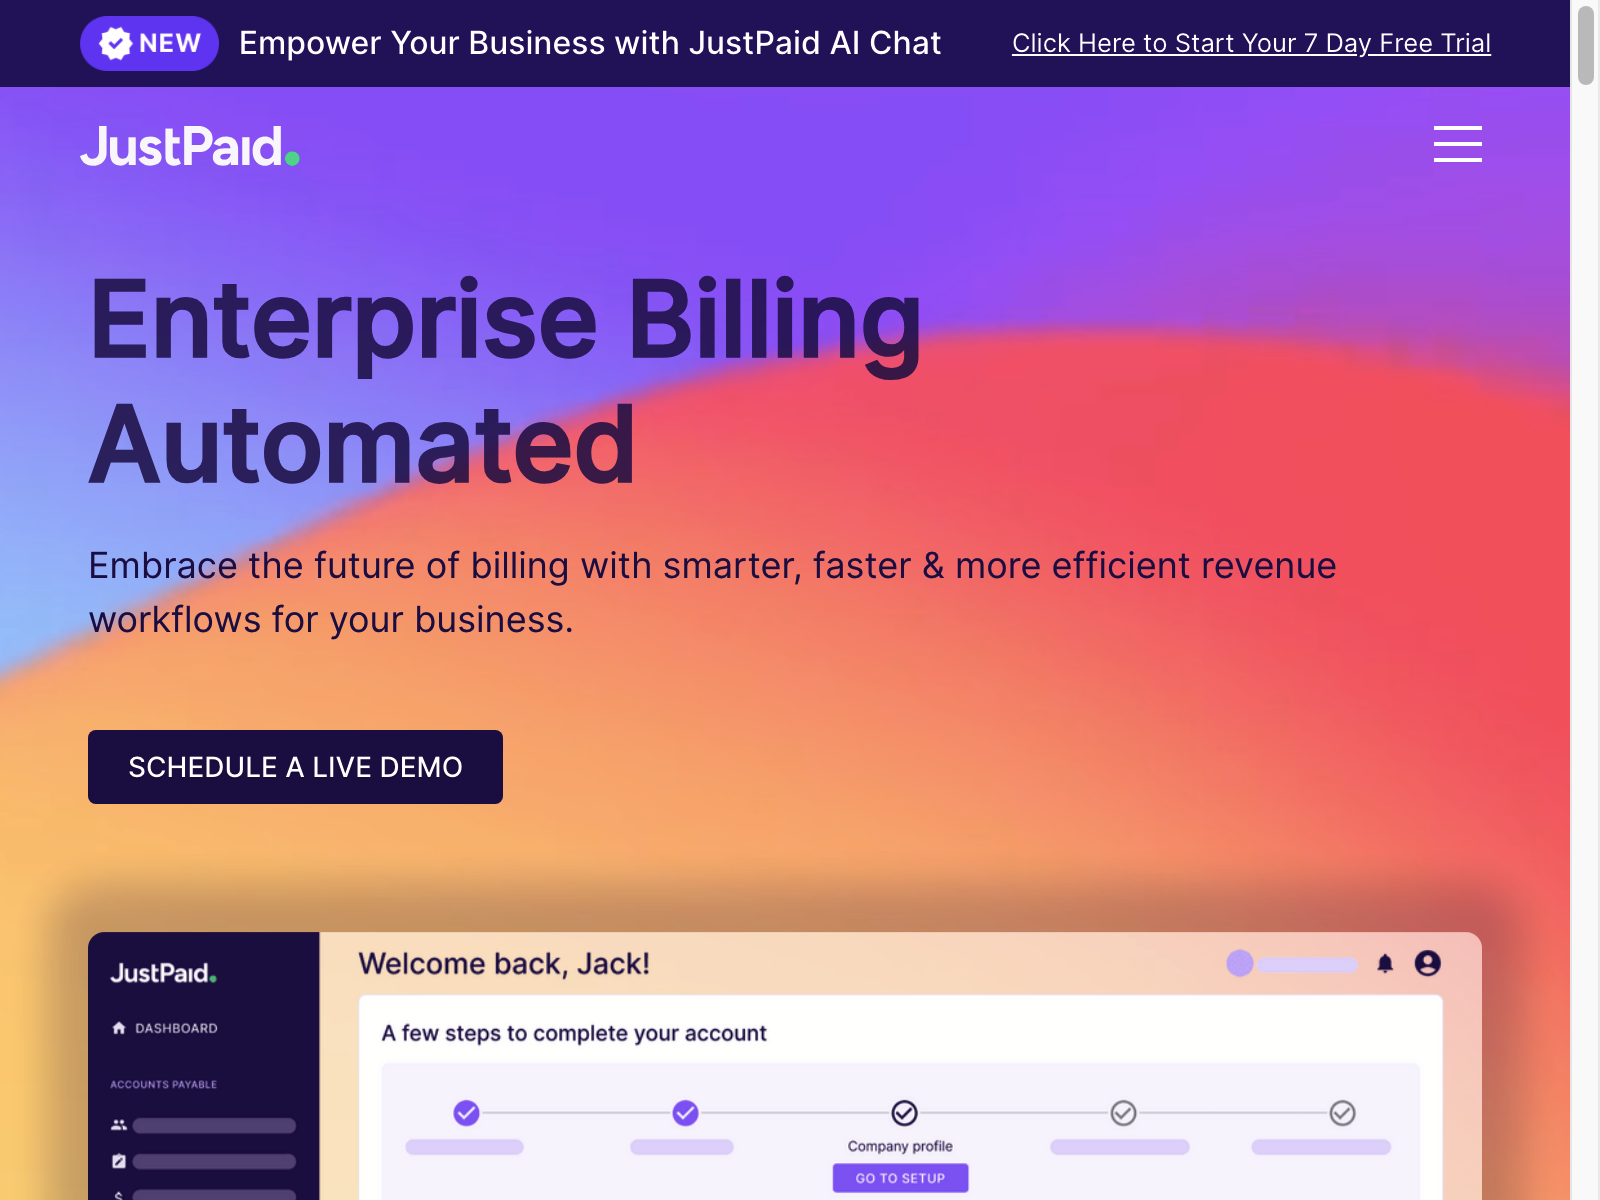 NEW Empower Your Business with JustPaid AI Chat Click Here to Start Your 7 Day Free Trial
JustPaid.
Enterprise Billing
Automated
Embrace the future of billing with smarter, faster & more efficient revenue
workflows for your business.
SCHEDULE A LIVE DEMO
JustPaid.
Welcome back, Jack!
DASHBOARD
A few steps to complete your account
ACCOUNTS PAYABLE
Company profile
GO TO SETUP